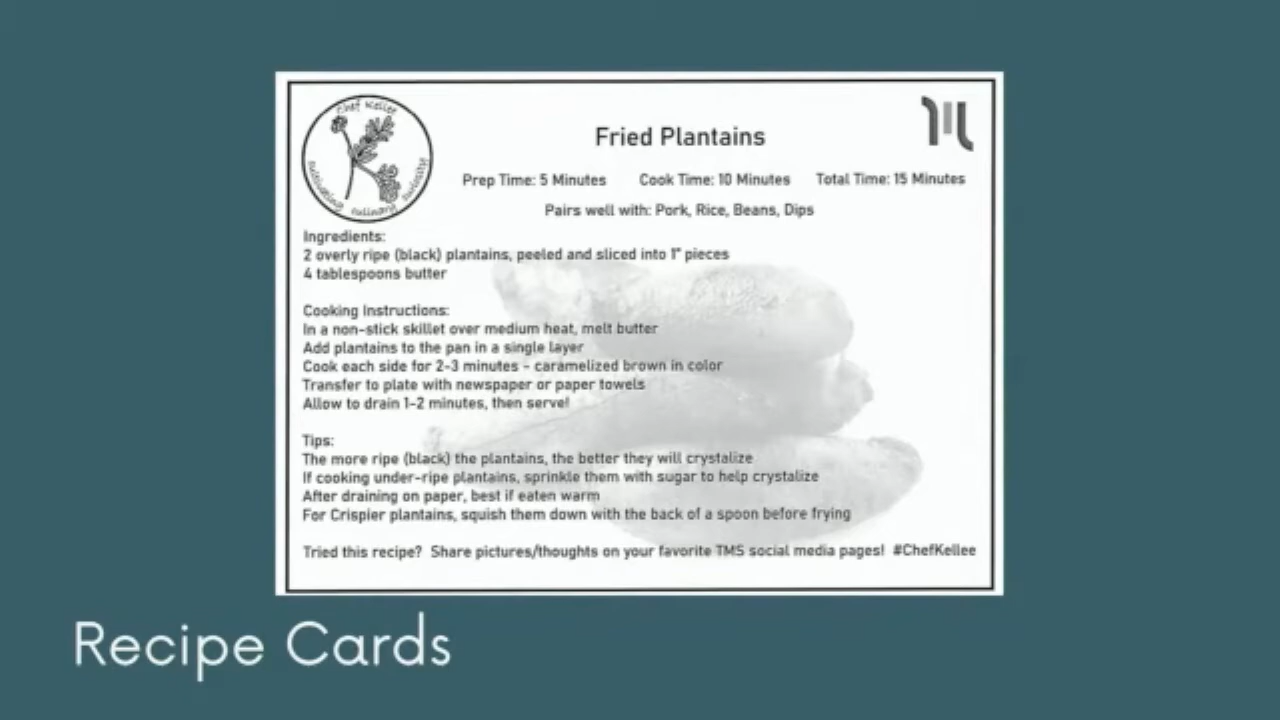 Chef Kellee
cultivating culinary curiosity
Fried Plantains
Prep Time: 5 Minutes Cook Time: 10 Minutes Total Time: 15 Minutes
Pairs well with: Pork, Rice, Beans, Dips
Ingredients:
2 overly ripe (black) plantains, peeled and sliced into 1" pieces
4 tablespoons butter
Cooking Instructions:
In a non-stick skillet over medium heat, melt butter
Add plantains to the pan in a single layer
Cook each side for 2-3 minutes - caramelized brown in color
Transfer to plate with newspaper or paper towels
Allow to drain 1-2 minutes, then serve!
Tips:
The more ripe (black) the plantains, the better they will crystalize
If cooking under-ripe plantains, sprinkle them with sugar to help crystalize
After draining on paper, best if eaten warm
For Crispier plantains, squish them down with the back of a spoon before frying
Tried this recipe? Share pictures/thoughts on your favorite TMS social media pages! #ChefKellee
Recipe Cards